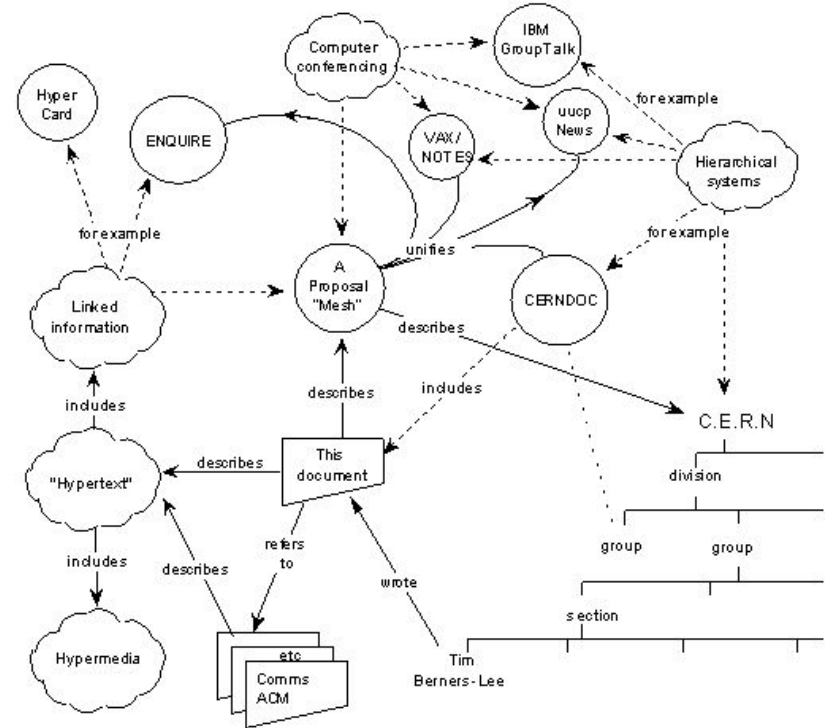 IBM
GroupTalk
Computer
conferencing
Hyper
Card
for example
uucp
News
ENQUIRE
VAX/
NOTES
Hierarchical
systems
for example
unifies
for example
A
Proposal
"Mesh"
CERNDOC
Linked
information
describes
includes
describes
includes
C.E.R.N
This
document
describes
division
"Hypertext"
refers
to
group
group
includes
describes
wrote
section
Hypermedia
etc
Tim
Berners-Lee
Comms
ACM